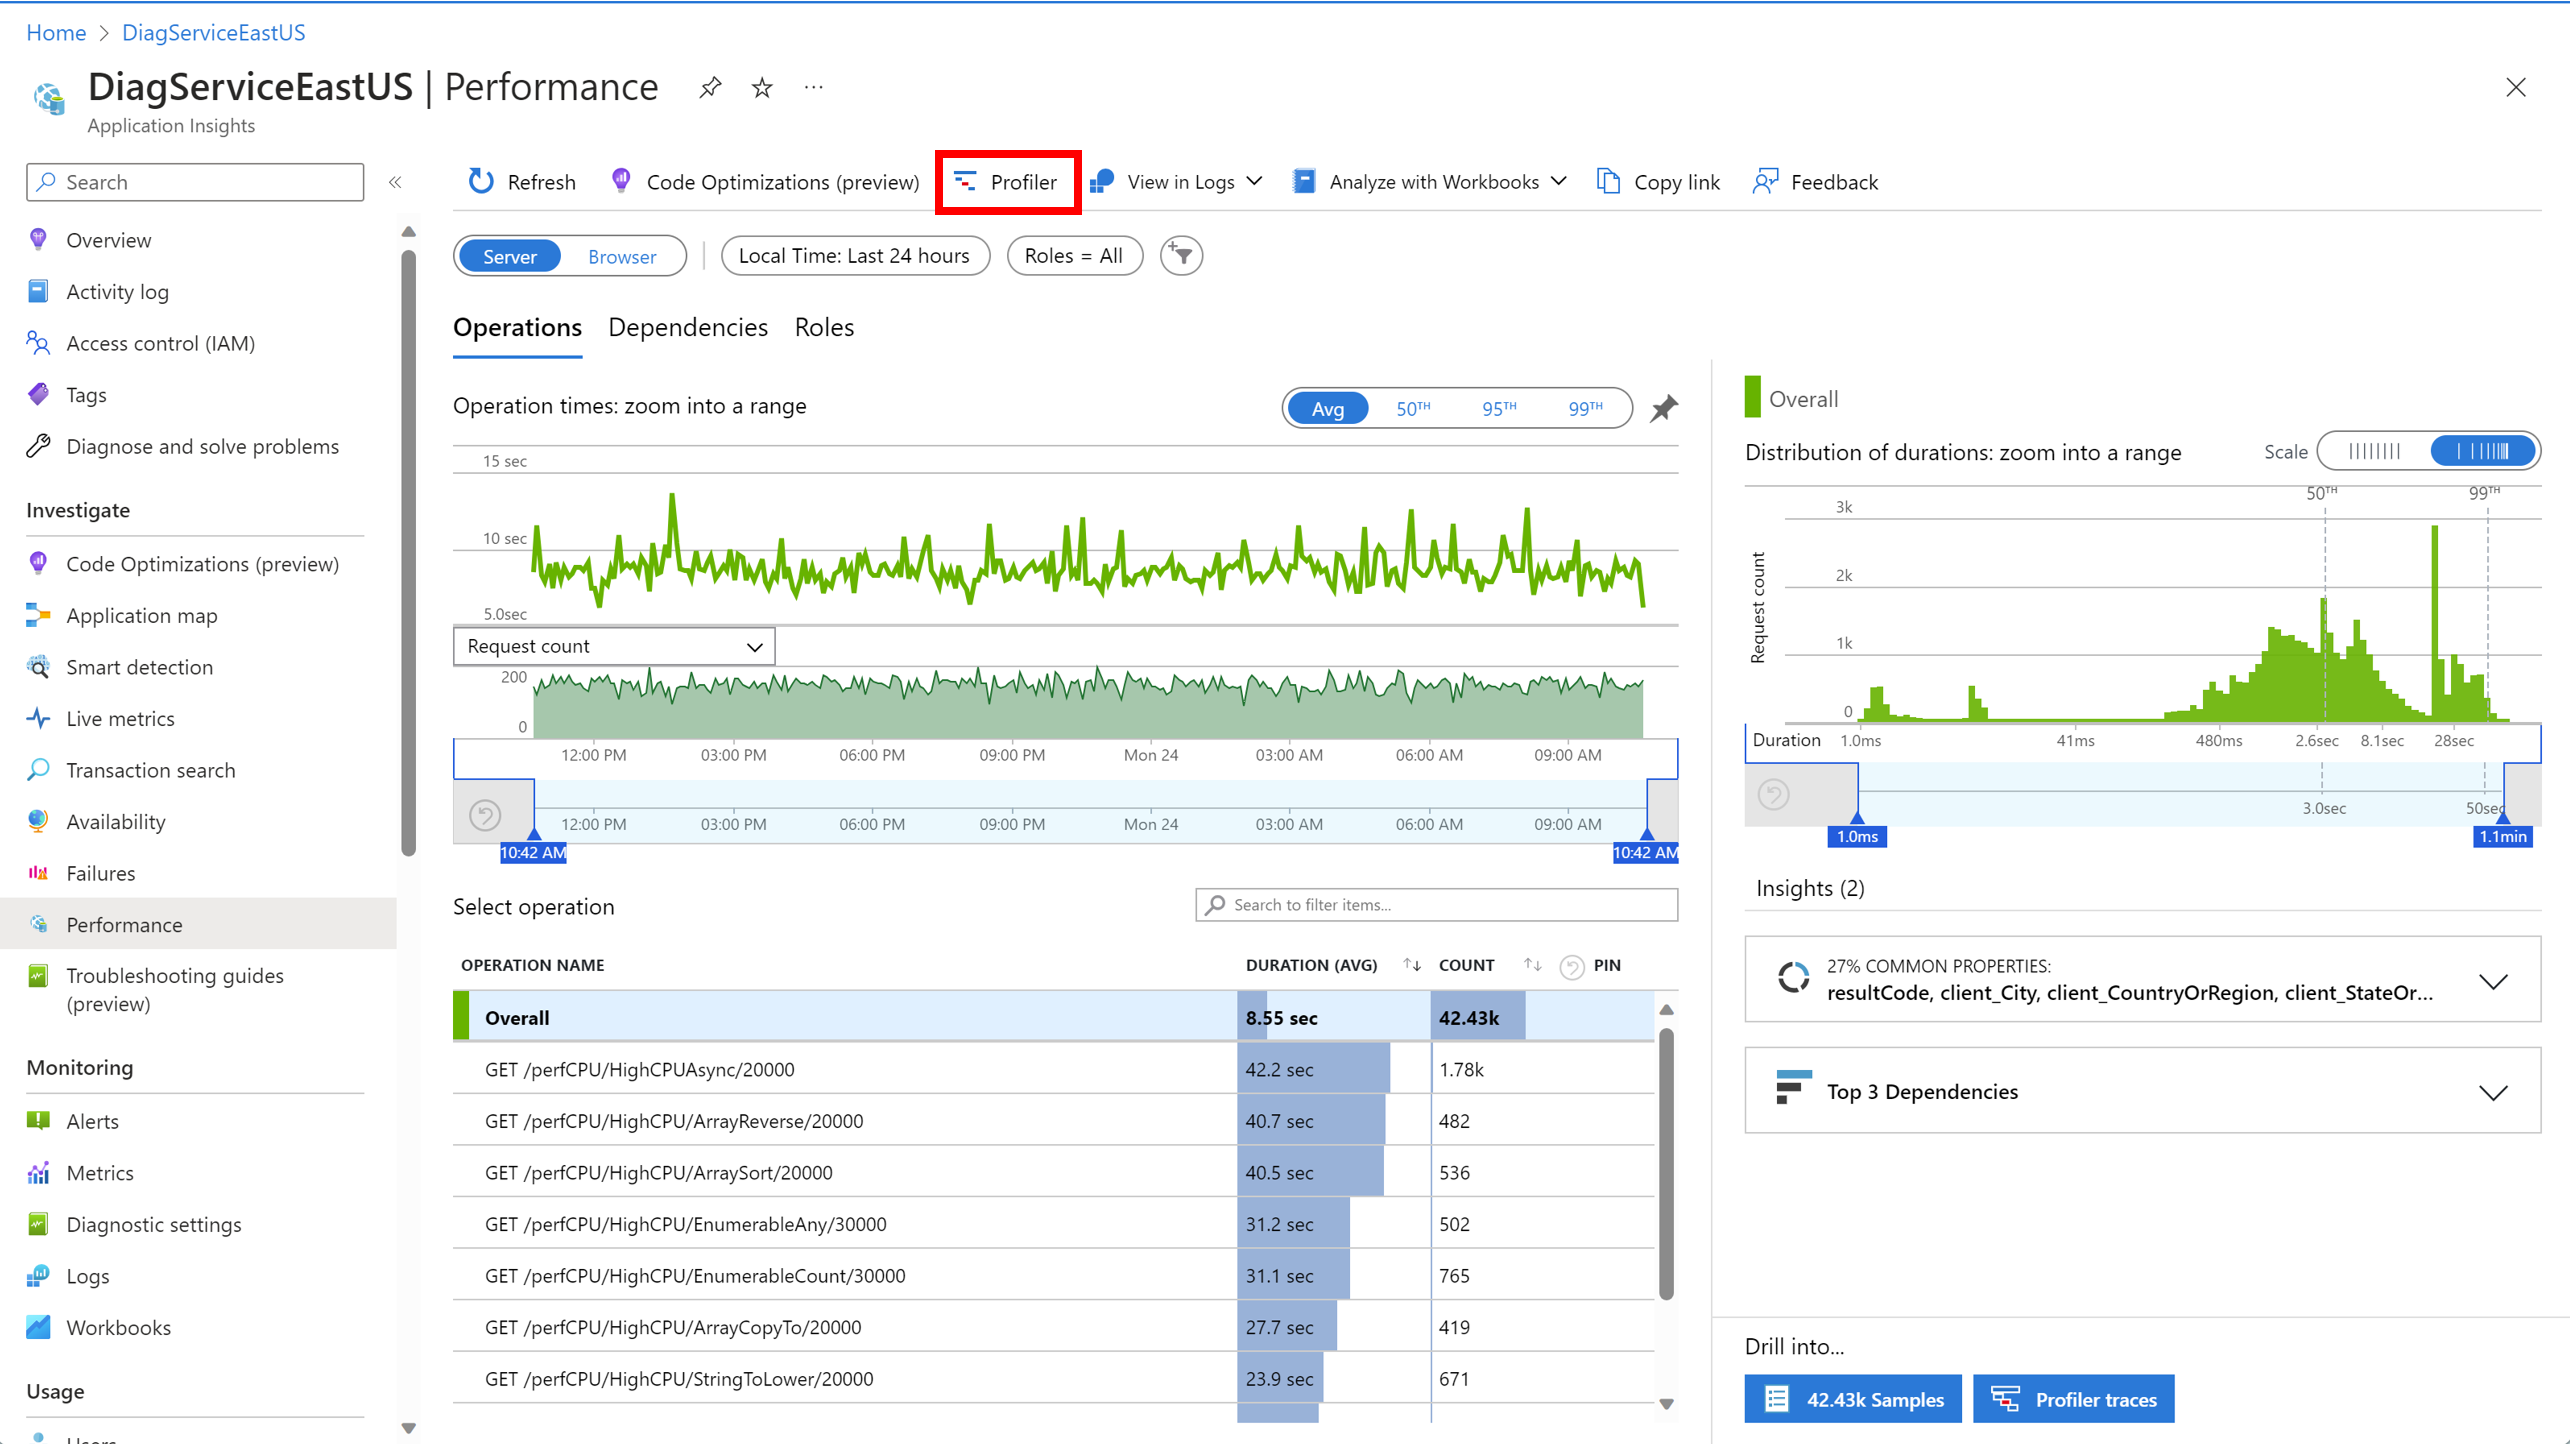 Home > DiagServiceEastUS
DiagServiceEastUS | Performance
Application Insights
Search
Overview
Activity log
Access control (IAM)
Tags
Diagnose and solve problems
Investigate
Code Optimizations (preview)
Application map
Smart detection
Live metrics
Transaction search
Availability
Failures
Performance
Troubleshooting guides
(preview)
Monitoring
Alerts
Metrics
Diagnostic settings
Logs
Workbooks
Usage
Users
Refresh Code Optimizations (preview) Profiler View in Logs Analyze with Workbooks Copy link Feedback
Server Browser Local Time: Last 24 hours Roles = All
Operations Dependencies Roles
Operation times: zoom into a range
Avg 50TH 95TH 99TH
15 sec
10 sec
5.0sec
Request count
200
0
12:00 PM 03:00 PM 06:00 PM 09:00 PM Mon 24 03:00 AM 06:00 AM 09:00 AM
12:00 PM 03:00 PM 06:00 PM 09:00 PM Mon 24 03:00 AM 06:00 AM 09:00 AM
10:42 AM 10:42 AM
Select operation
Search to filter items...
OPERATION NAME DURATION (AVG) COUNT PIN
Overall 8.55 sec 42.43k
GET /perfCPU/HighCPUAsync/20000 42.2 sec 1.78k
GET /perfCPU/HighCPU/ArrayReverse/20000 40.7 sec 482
GET /perfCPU/HighCPU/ArraySort/20000 40.5 sec 536
GET /perfCPU/HighCPU/EnumerableAny/30000 31.2 sec 502
GET /perfCPU/HighCPU/EnumerableCount/30000 31.1 sec 765
GET /perfCPU/HighCPU/ArrayCopyTo/20000 27.7 sec 419
GET /perfCPU/HighCPU/StringToLower/20000 23.9 sec 671
Overall
Distribution of durations: zoom into a range
Scale
50TH 99TH
Request count
3k
2k
1k
0
Duration 1.0ms 41ms 480ms 2.6sec 8.1sec 28sec
3.0sec 50sec
1.0ms 1.1min
Insights (2)
27% COMMON PROPERTIES:
resultCode, client_City, client_CountryOrRegion, client_StateOr...
Top 3 Dependencies
Drill into...
42.43k Samples
Profiler traces